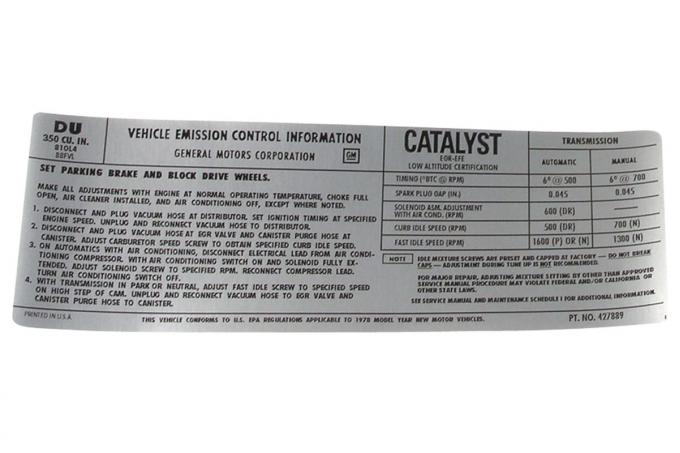 DU
350 CU. IN.
810L4
88FVL
VEHICLE EMISSION CONTROL INFORMATION
GENERAL MOTORS CORPORATION GM
SET PARKING BRAKE AND BLOCK DRIVE WHEELS.
MAKE ALL ADJUSTMENTS WITH ENGINE AT NORMAL OPERATING TEMPERATURE, CHOKE FULL
OPEN, AIR CLEANER INSTALLED, AND AIR CONDITIONING OFF, EXCEPT WHERE NOTED.
1. DISCONNECT AND PLUG VACUUM HOSE AT DISTRIBUTOR. SET IGNITION TIMING AT SPECIFIED
ENGINE SPEED. UNPLUG AND RECONNECT VACUUM HOSE TO DISTRIBUTOR.
2. DISCONNECT AND PLUG VACUUM HOSE AT EGR VALVE AND CANISTER PURGE HOSE AT
CANISTER. ADJUST CARBURETOR SPEED SCREW TO OBTAIN SPECIFIED CURB IDLE SPEED.
3. ON AUTOMATICS WITH AIR CONDITIONING, DISCONNECT ELECTRICAL LEAD FROM AIR CONDI-
TIONING COMPRESSOR. WITH AIR CONDITIONING SWITCH ON AND SOLENOID FULLY EX-
TENDED. ADJUST SOLENOID SCREW TO SPECIFIED RPM. RECONNECT COMPRESSOR LEAD.
TURN AIR CONDITIONING SWITCH OFF.
4. WITH TRANSMISSION IN PARK OR NEUTRAL, ADJUST FAST IDLE SCREW TO SPECIFIED SPEED
ON HIGH STEP OF CAM. UNPLUG AND RECONNECT VACUUM HOSE TO EGR VALVE AND
CANISTER PURGE HOSE TO CANISTER.
CATALYST
EGR-EFE
LOW ALTITUDE CERTIFICATION
TRANSMISSION
AUTOMATIC MANUAL
TIMING (°BTC @ RPM) 6° @ 500 6° @ 700
SPARK PLUG GAP (IN.) 0.045 0.045
SOLENOID ASM. ADJUSTMENT
WITH AIR COND. (RPM) 600 (DR) ——
CURB IDLE SPEED (RPM) 500 (DR) 700 (N)
FAST IDLE SPEED (RPM) 1600 (P) OR (N) 1300 (N)
NOTE IDLE MIXTURE SCREWS ARE PRESET AND CAPPED AT FACTORY — DO NOT BREAK
CAPS — ADJUSTMENT DURING TUNE UP IS NOT RECOMMENDED.
FOR MAJOR REPAIR, ADJUSTING MIXTURE SETTING BY OTHER THAN APPROVED
SERVICE MANUAL PROCEDURE MAY VIOLATE FEDERAL AND/OR CALIFORNIA OR
OTHER STATE LAWS.
SEE SERVICE MANUAL AND MAINTENANCE SCHEDULE I FOR ADDITIONAL INFORMATION.
PRINTED IN U.S.A. THIS VEHICLE CONFORMS TO U.S. EPA REGULATIONS APPLICABLE TO 1978 MODEL YEAR NEW MOTOR VEHICLES. PT. NO. 427889